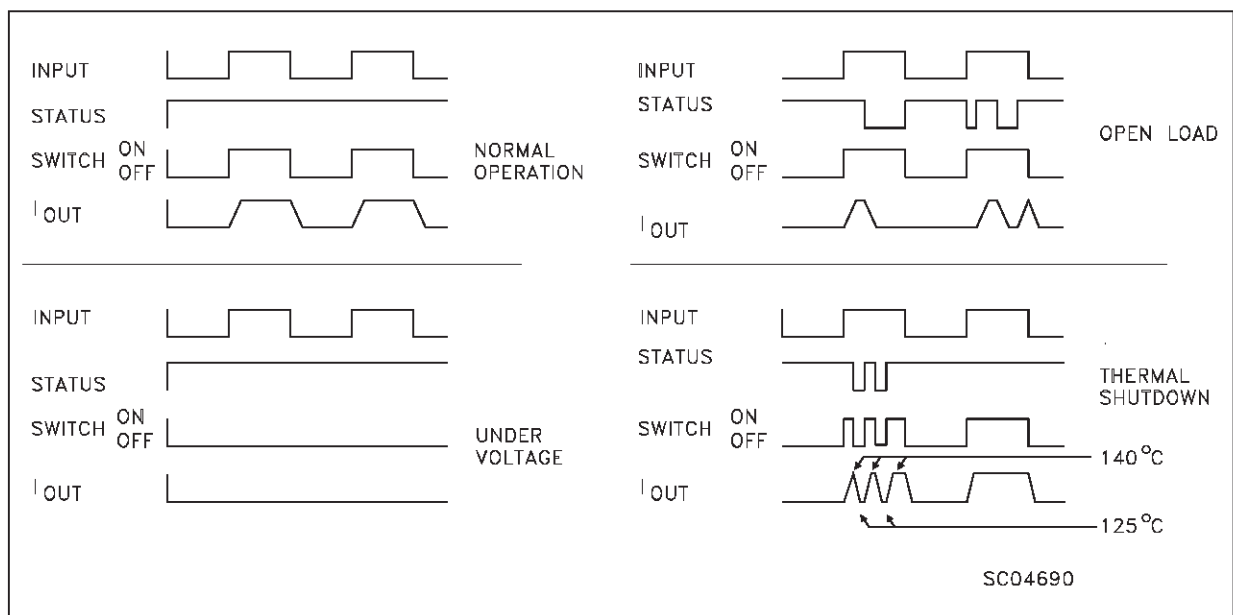 INPUT
STATUS
SWITCH ON
OFF
I OUT
NORMAL
OPERATION
INPUT
STATUS
SWITCH ON
OFF
I OUT
OPEN LOAD
INPUT
STATUS
SWITCH ON
OFF
I OUT
UNDER
VOLTAGE
INPUT
STATUS
SWITCH ON
OFF
I OUT
THERMAL
SHUTDOWN
140 °C
125 °C
SC04690